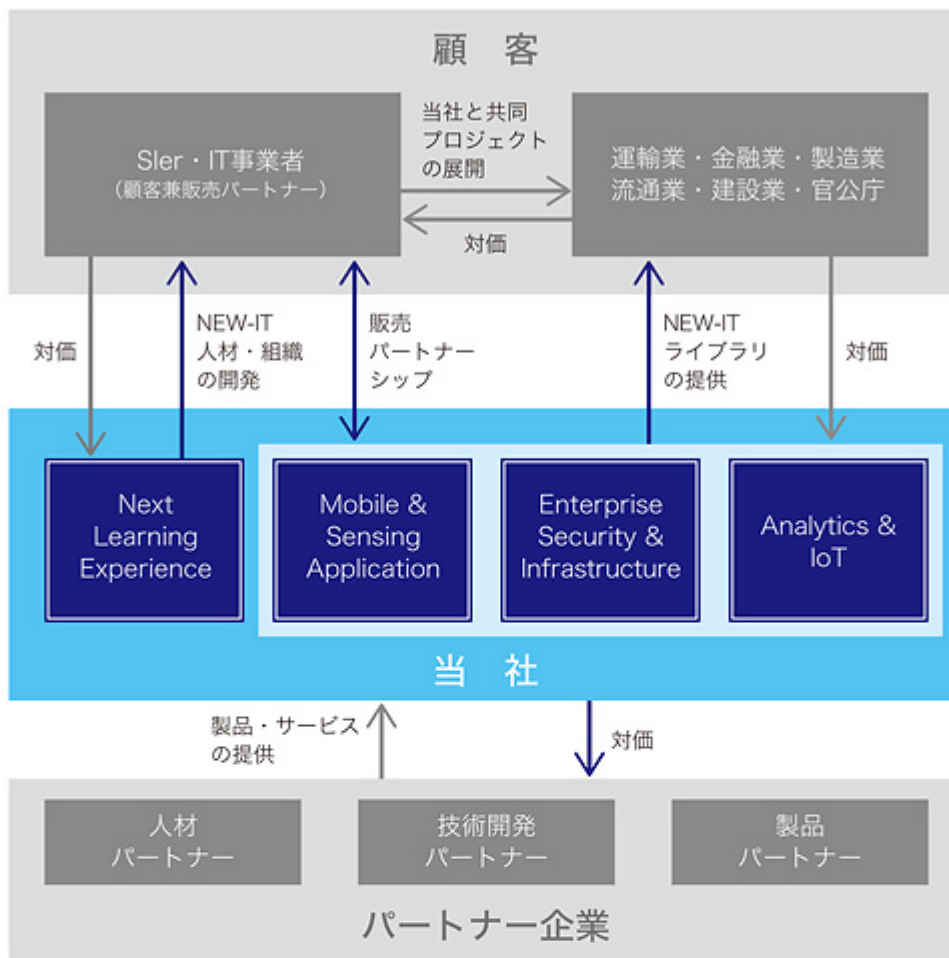 顧 客
SIer・IT事業者
(顧客兼販売パートナー)
当社と共同
プロジェクト
の展開
運輸業・金融業・製造業
流通業・建設業・官公庁
対価
対価
NEW-IT
人材・組織
の開発
販売
パートナー
シップ
NEW-IT
ライブラリ
の提供
対価
Next
Learning
Experience
Mobile &
Sensing
Application
Enterprise
Security &
Infrastructure
Analytics &
IoT
当 社
製品・サービス
の提供
対価
人材
パートナー
技術開発
パートナー
製品
パートナー
パートナー企業